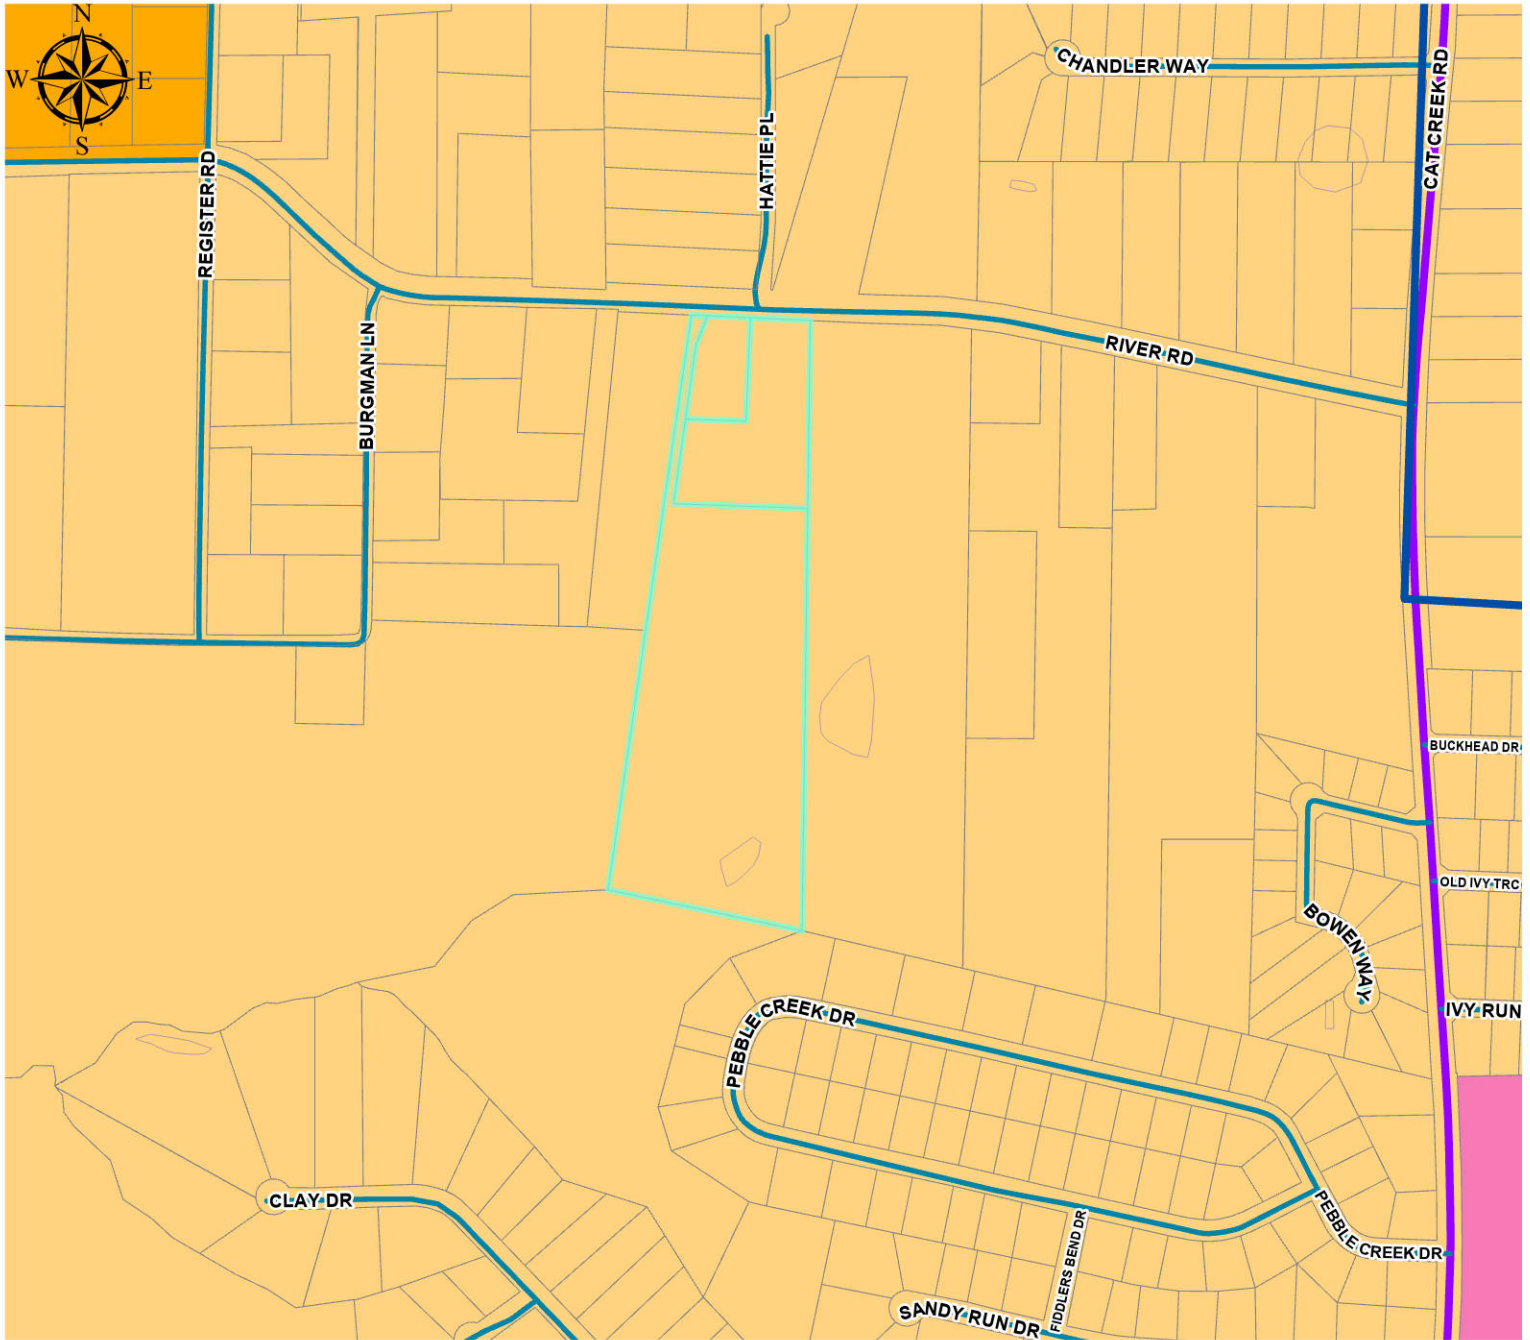 N
W
E
S
CHANDLER WAY
CAT CREEK RD
HATTIE PL
REGISTER RD
BURGMAN LN
RIVER RD
BUCKHEAD DR
OLD IVY TRC
BOWEN WAY
IVY RUN
PEBBLE CREEK DR
CLAY DR
PEBBLE CREEK DR
FIDDLERS BEND DR
SANDY RUN DR